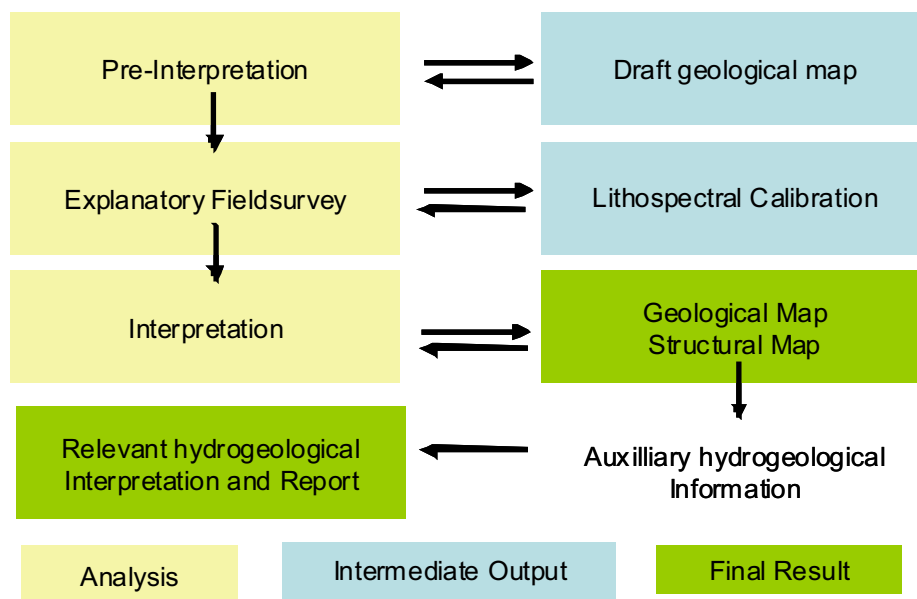 Pre-Interpretation
Draft geological map
Explanatory Fieldsurvey
Lithospectral Calibration
Interpretation
Geological Map
Structural Map
Relevant hydrogeological
Interpretation and Report
Auxilliary hydrogeological
Information
Analysis
Intermediate Output
Final Result